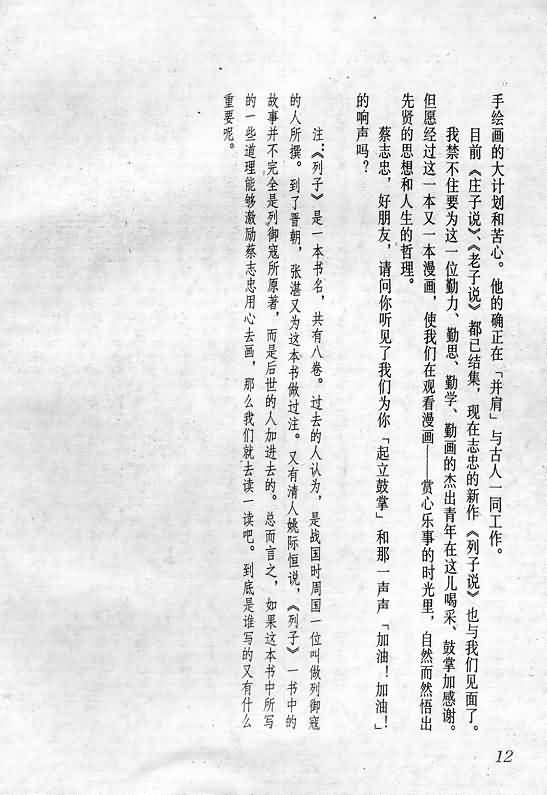 手绘画的大计划和苦心。他的确正在「并肩」与古人一同工作。
目前《庄子说》、《老子说》都已结集，现在志忠的新作《列子说》也与我们见面了。
我禁不住要为这一位勤力、勤思、勤学、勤画的杰出青年在这儿喝采、鼓掌加感谢。
但愿经过这一本又一本漫画，使我们在观看漫画——赏心乐事的时光里，自然而然悟出
先贤的思想和人生的哲理。
蔡志忠，好朋友，请问你听见了我们为你「起立鼓掌」和那一声声「加油！加油！」
的响声吗？
注：《列子》是一本书名，共有八卷。过去的人认为，是战国时周国一位叫做列御寇
的人所撰。到了晋朝，张湛又为这本书做过注。又有清人姚际恒说，《列子》一书中的
故事并不完全是列御寇所原著，而是后世的人加进去的。总而言之，如果这本书中所写
的一些道理能够激励蔡志忠用心去画，那么我们就去读一读吧。到底是谁写的又有什么
重要呢。
12